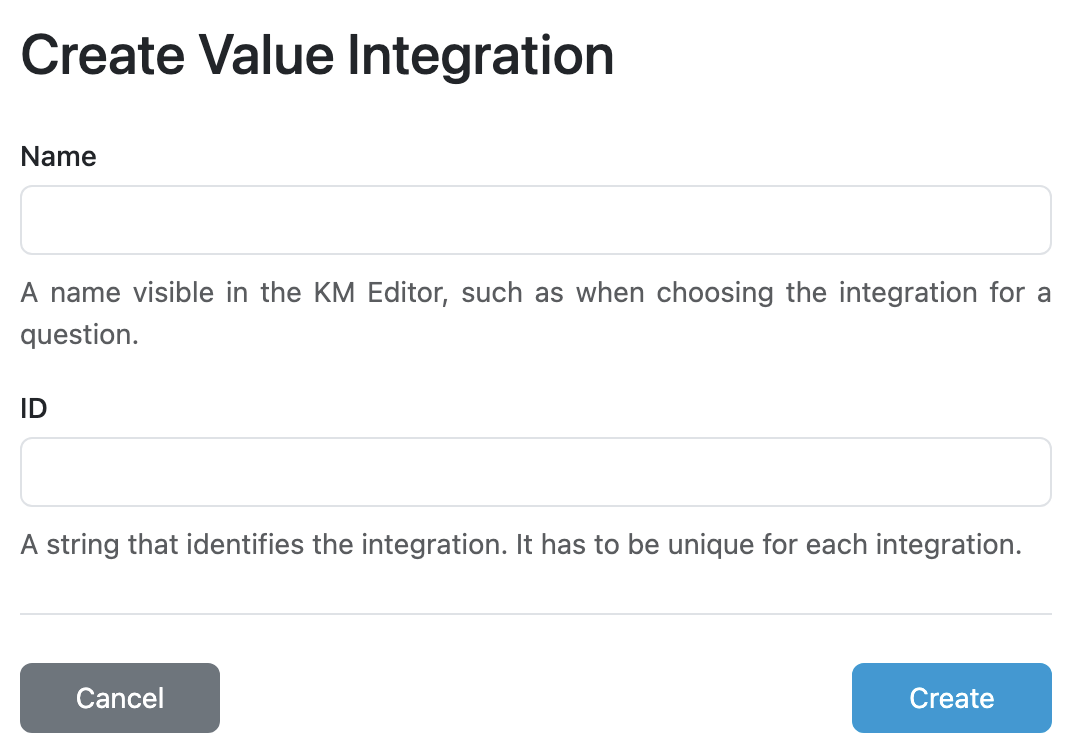 Create Value Integration
Name
A name visible in the KM Editor, such as when choosing the integration for a
question.
ID
A string that identifies the integration. It has to be unique for each integration.
Cancel
Create